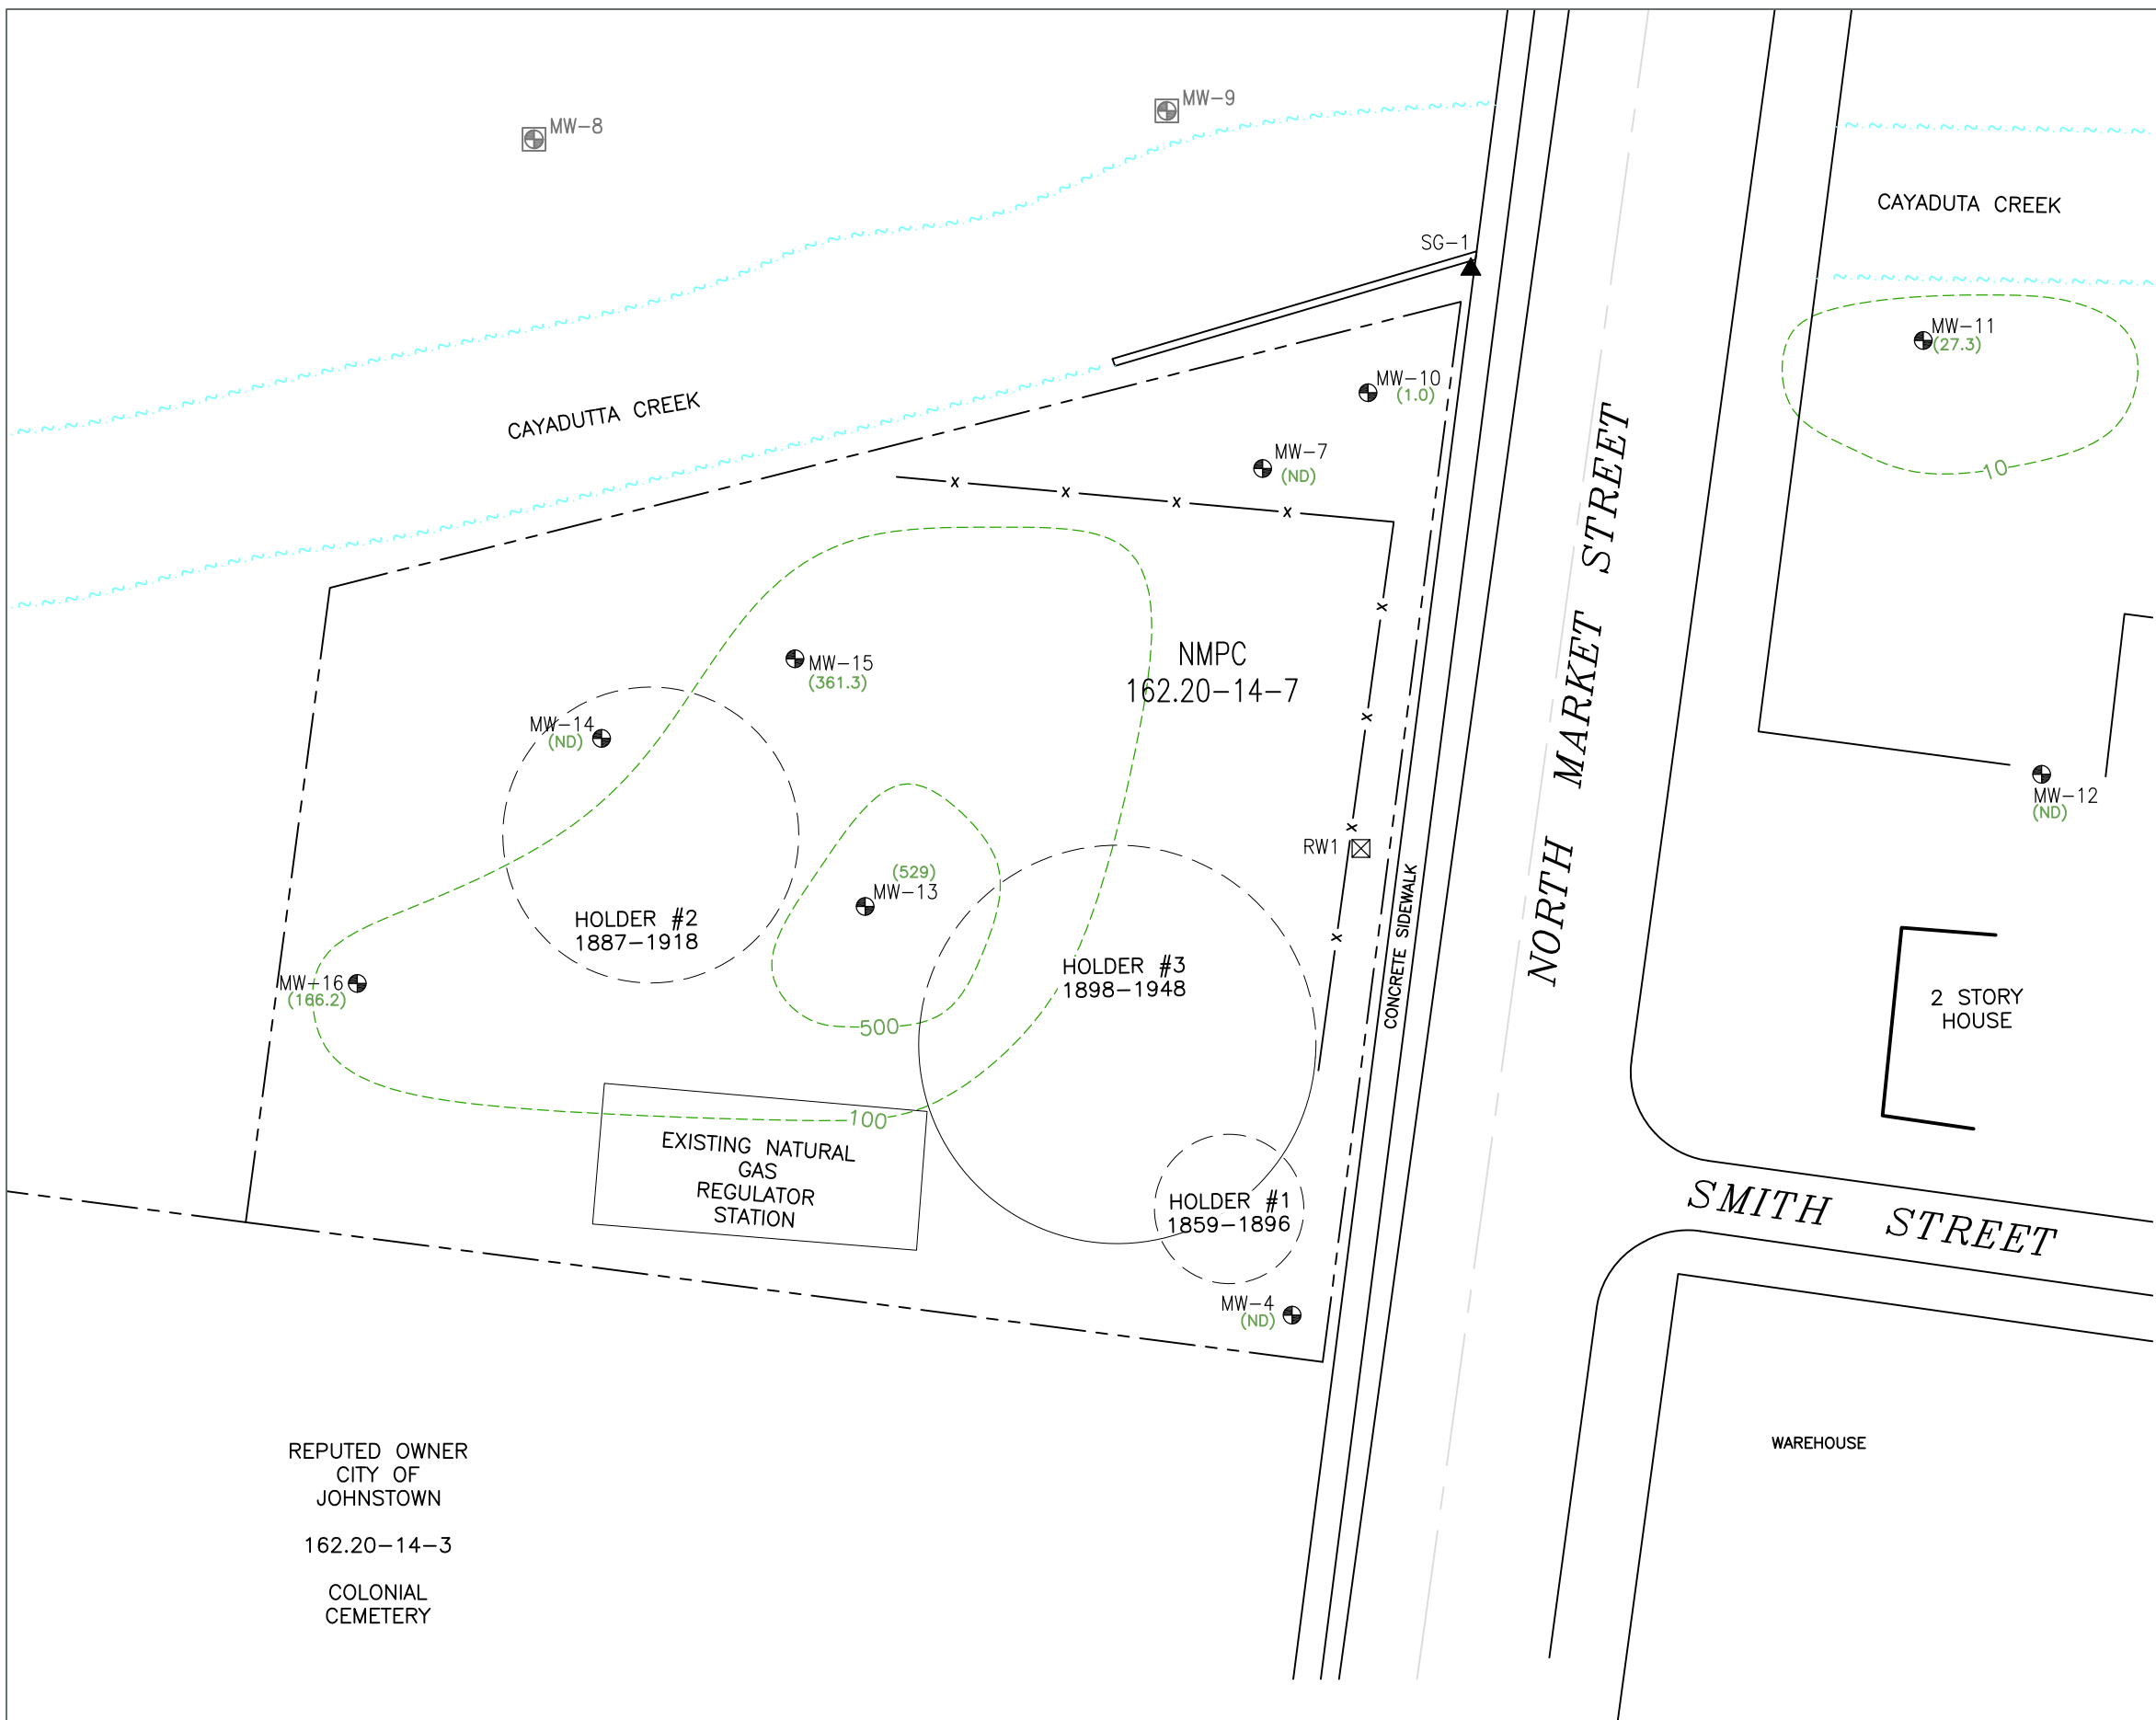 MW-8
MW-9
CAYADUTA CREEK
SG-1
MW-11
(27.3)
MW-10
(1.0)
CAYADUTTA CREEK
MW-7
(ND)
10
NORTH MARKET STREET
MW-15
(361.3)
NMPC
162.20-14-7
MW-14
(ND)
MW-12
(ND)
RW1
(529)
MW-13
CONCRETE SIDEWALK
HOLDER #2
1887-1918
HOLDER #3
1898-1948
MW-16
(166.2)
2 STORY
HOUSE
500
100
EXISTING NATURAL
GAS
REGULATOR
STATION
HOLDER #1
1859-1896
SMITH STREET
MW-4
(ND)
WAREHOUSE
REPUTED OWNER
CITY OF
JOHNSTOWN
162.20-14-3
COLONIAL
CEMETERY